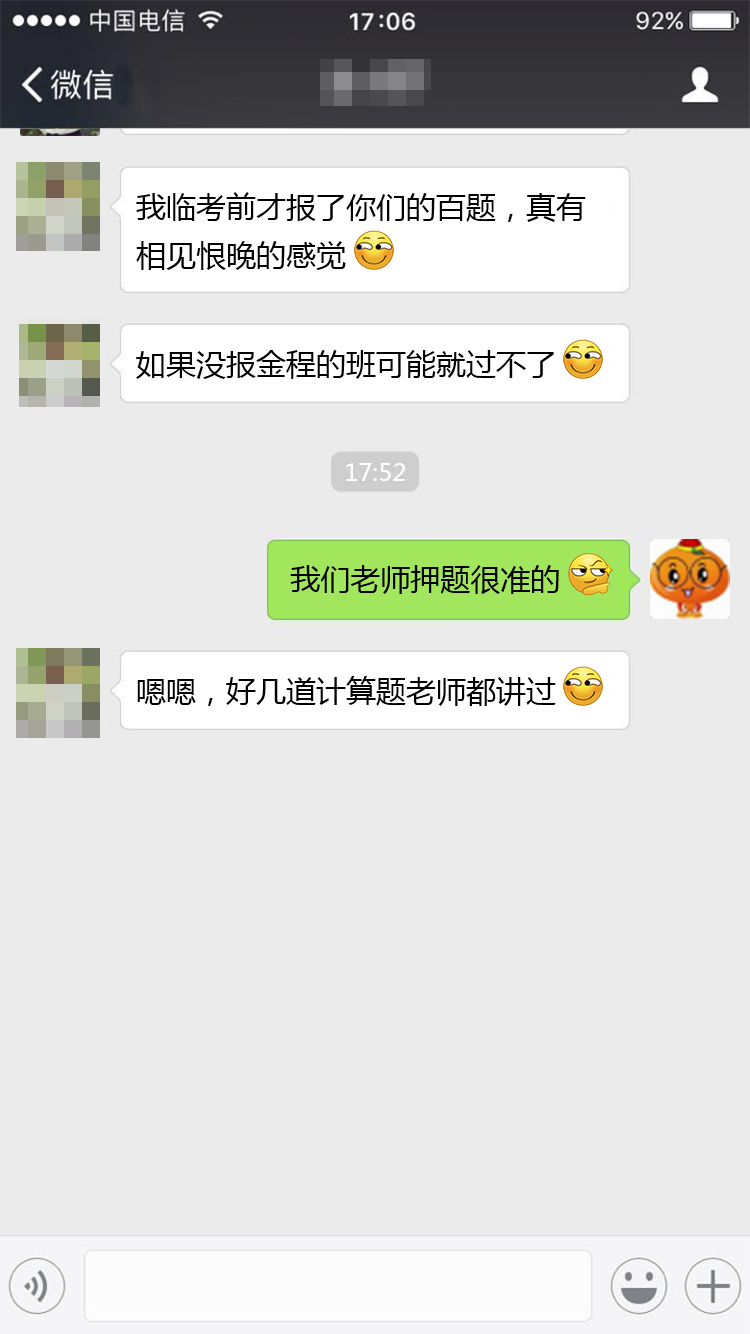 中国电信
17:06
92%
微信
我临考前才报了你们的百题，真有
相见恨晚的感觉
如果没报金程的班可能就过不了
17:52
我们老师押题很准的
嗯嗯，好几道计算题老师都讲过